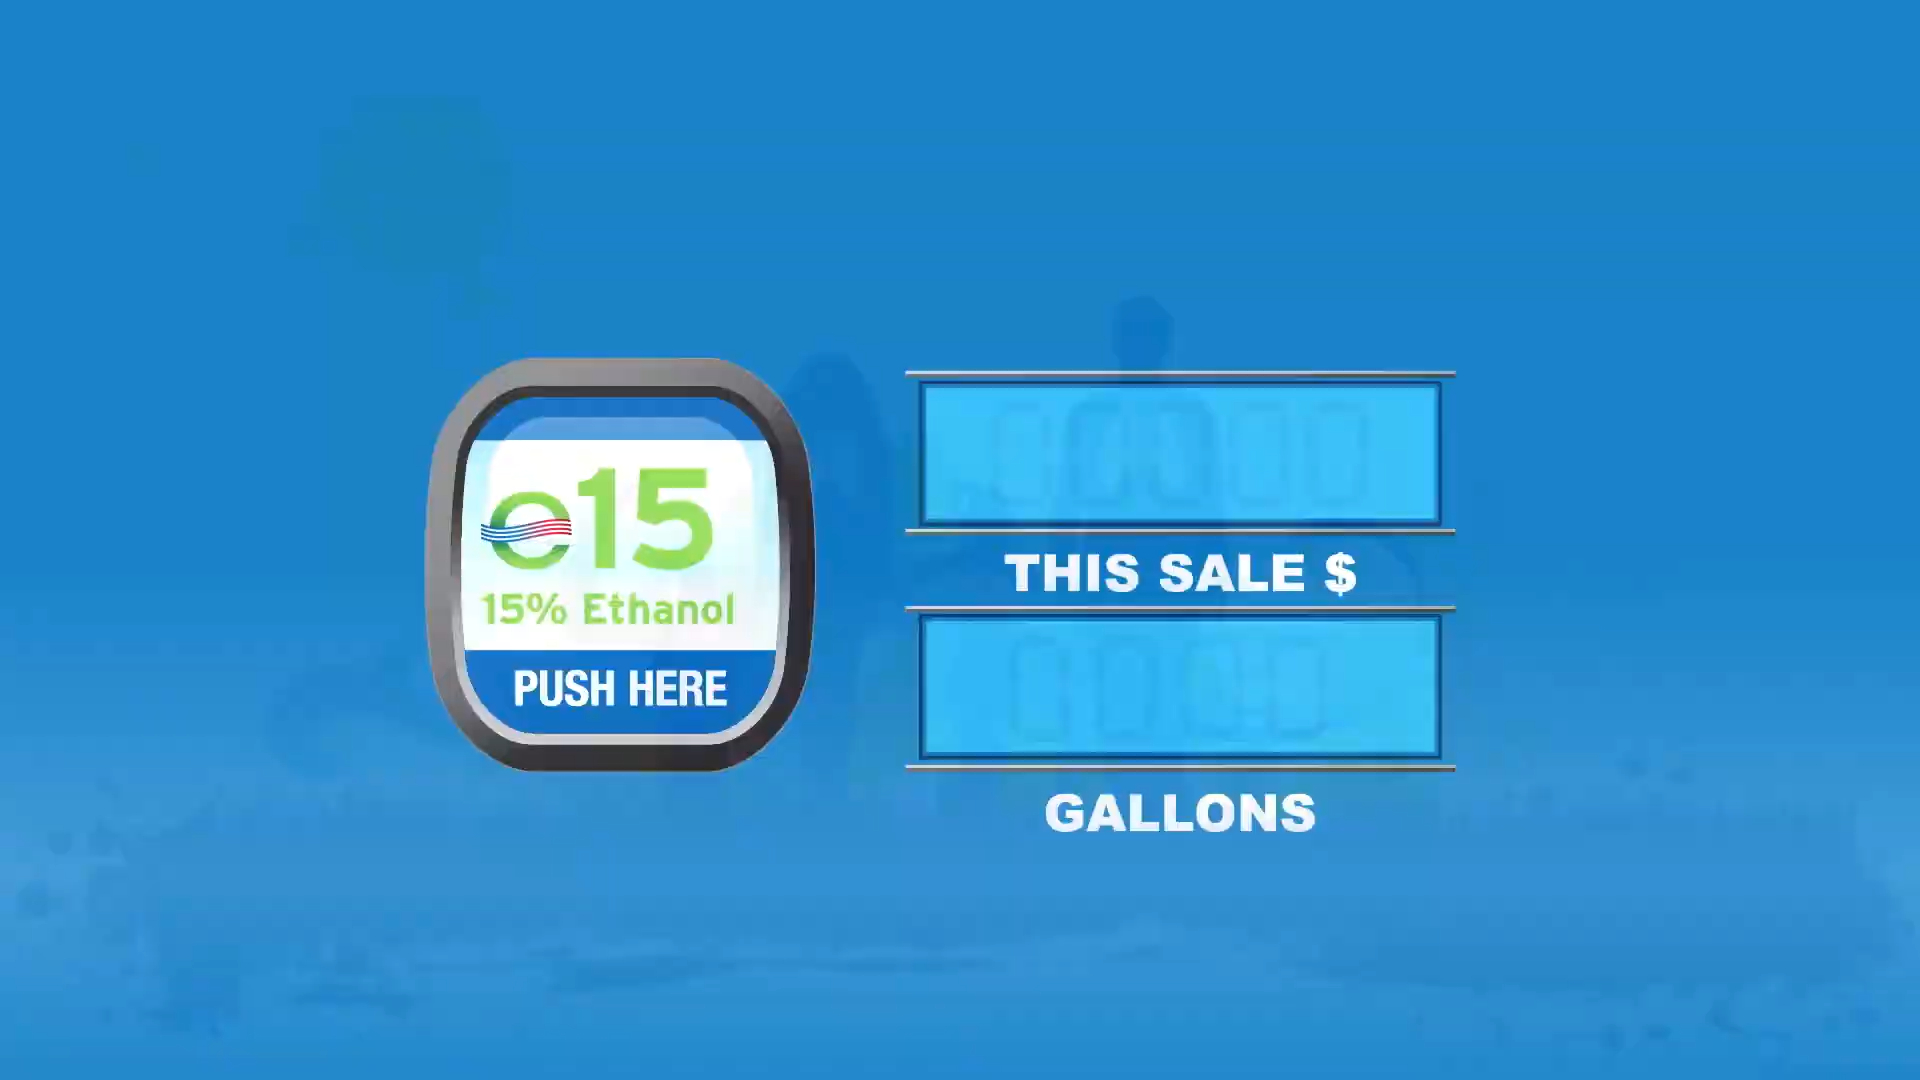 e15
15% Ethanol
PUSH HERE
THIS SALE $
GALLONS